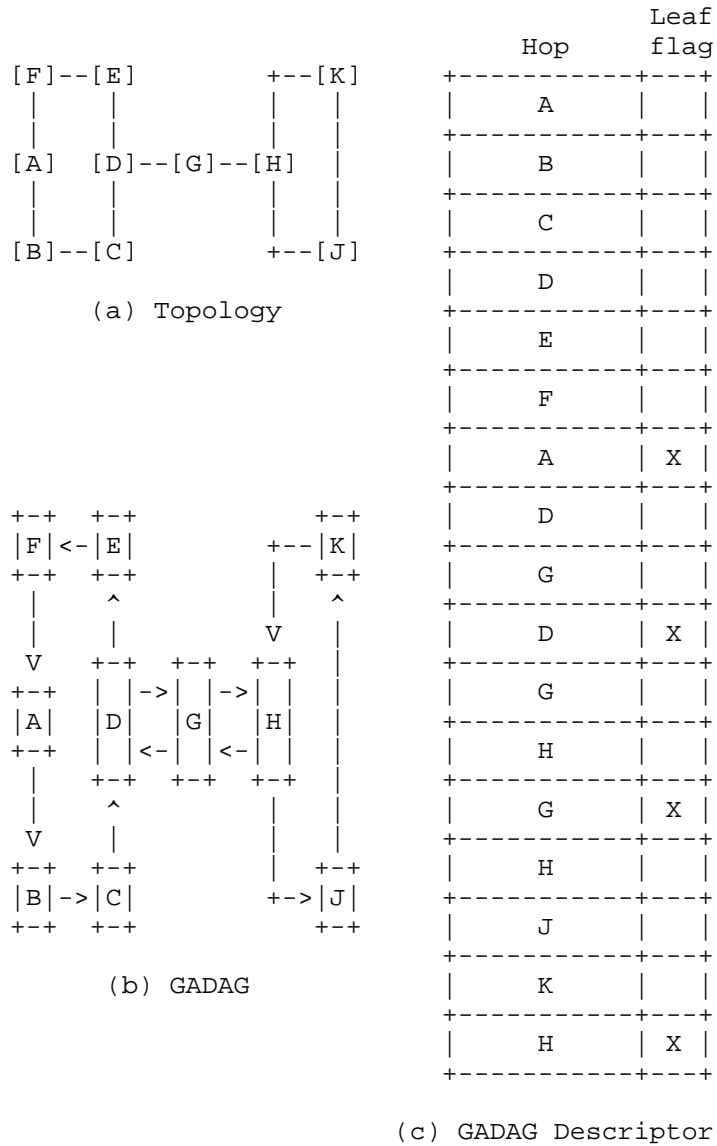 Leaf
Hop flag
[F]--[E] +--[K] +-----------+---+
| | | | | A | |
| | | | +-----------+---+
[A] [D]--[G]--[H] | | B | |
| | | | +-----------+---+
| | | | | C | |
[B]--[C] +--[J] +-----------+---+
| D | |
(a) Topology +-----------+---+
| E | |
+-----------+---+
| F | |
+-----------+---+
| A | X |
+-----------+---+
+-+ +-+ +-+ | D | |
|F|<-|E| +--|K| +-----------+---+
+-+ +-+ | +-+ | G | |
| ^ | ^ +-----------+---+
| | V | | D | X |
V +-+ +-+ +-+ | +-----------+---+
+-+ | |->| |->| | | | G | |
|A| |D| |G| |H| | +-----------+---+
+-+ | |<-| |<-| | | | H | |
| +-+ +-+ +-+ | +-----------+---+
| ^ | | | G | X |
V | | | +-----------+---+
+-+ +-+ | +-+ | H | |
|B|->|C| +->|J| +-----------+---+
+-+ +-+ +-+ | J | |
+-----------+---+
(b) GADAG | K | |
+-----------+---+
| H | X |
+-----------+---+
(c) GADAG Descriptor